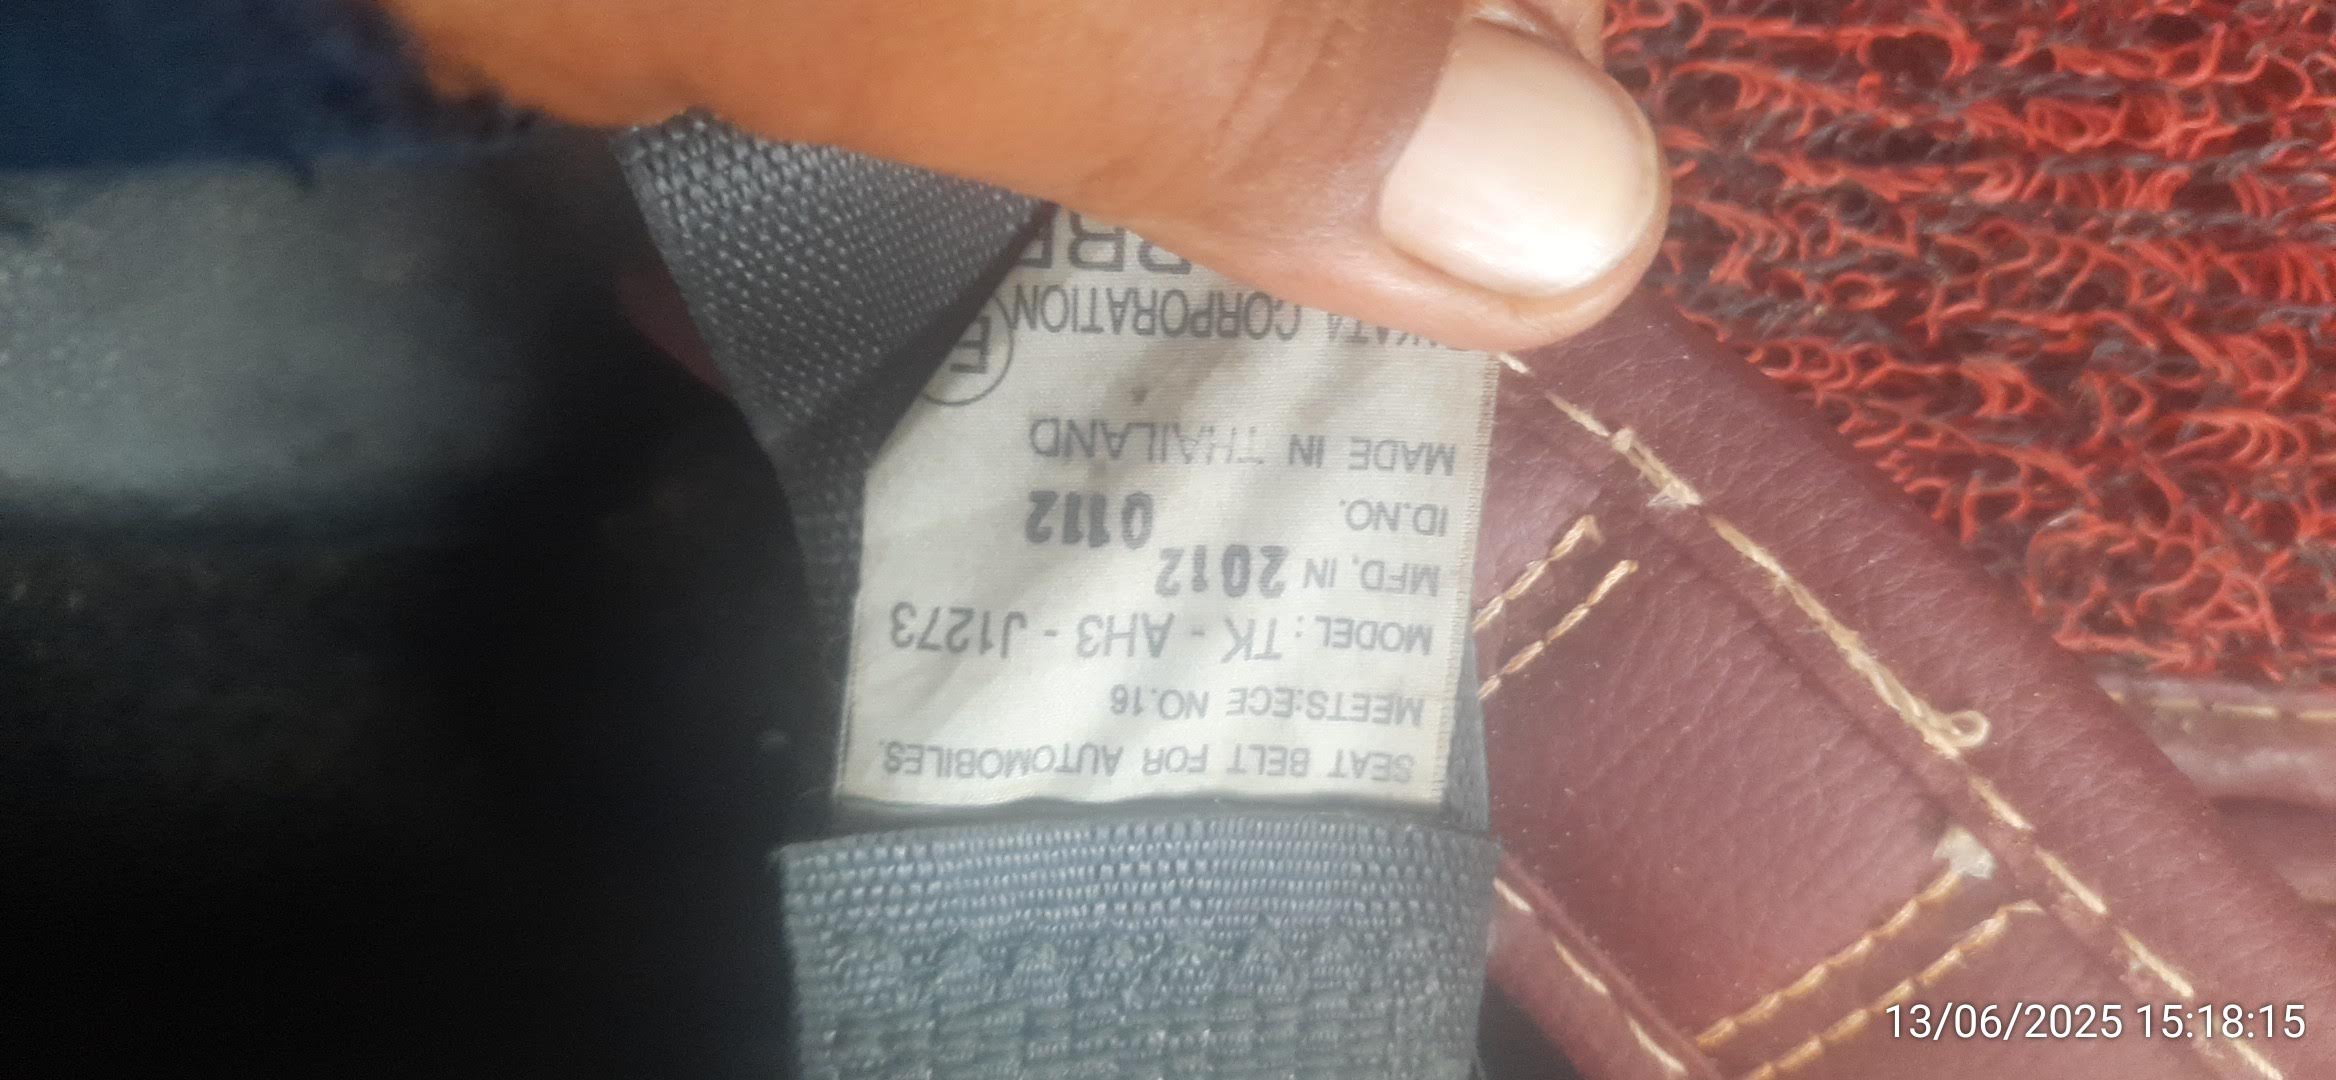 SEAT BELT FOR AUTOMOBILES.
MEETS:ECE NO.16
MODEL: TK - AH3 - J1273
MFD. IN 2012
ID.NO. 0112
MADE IN THAILAND
CORPORATION
E
13/06/2025 15:18:15